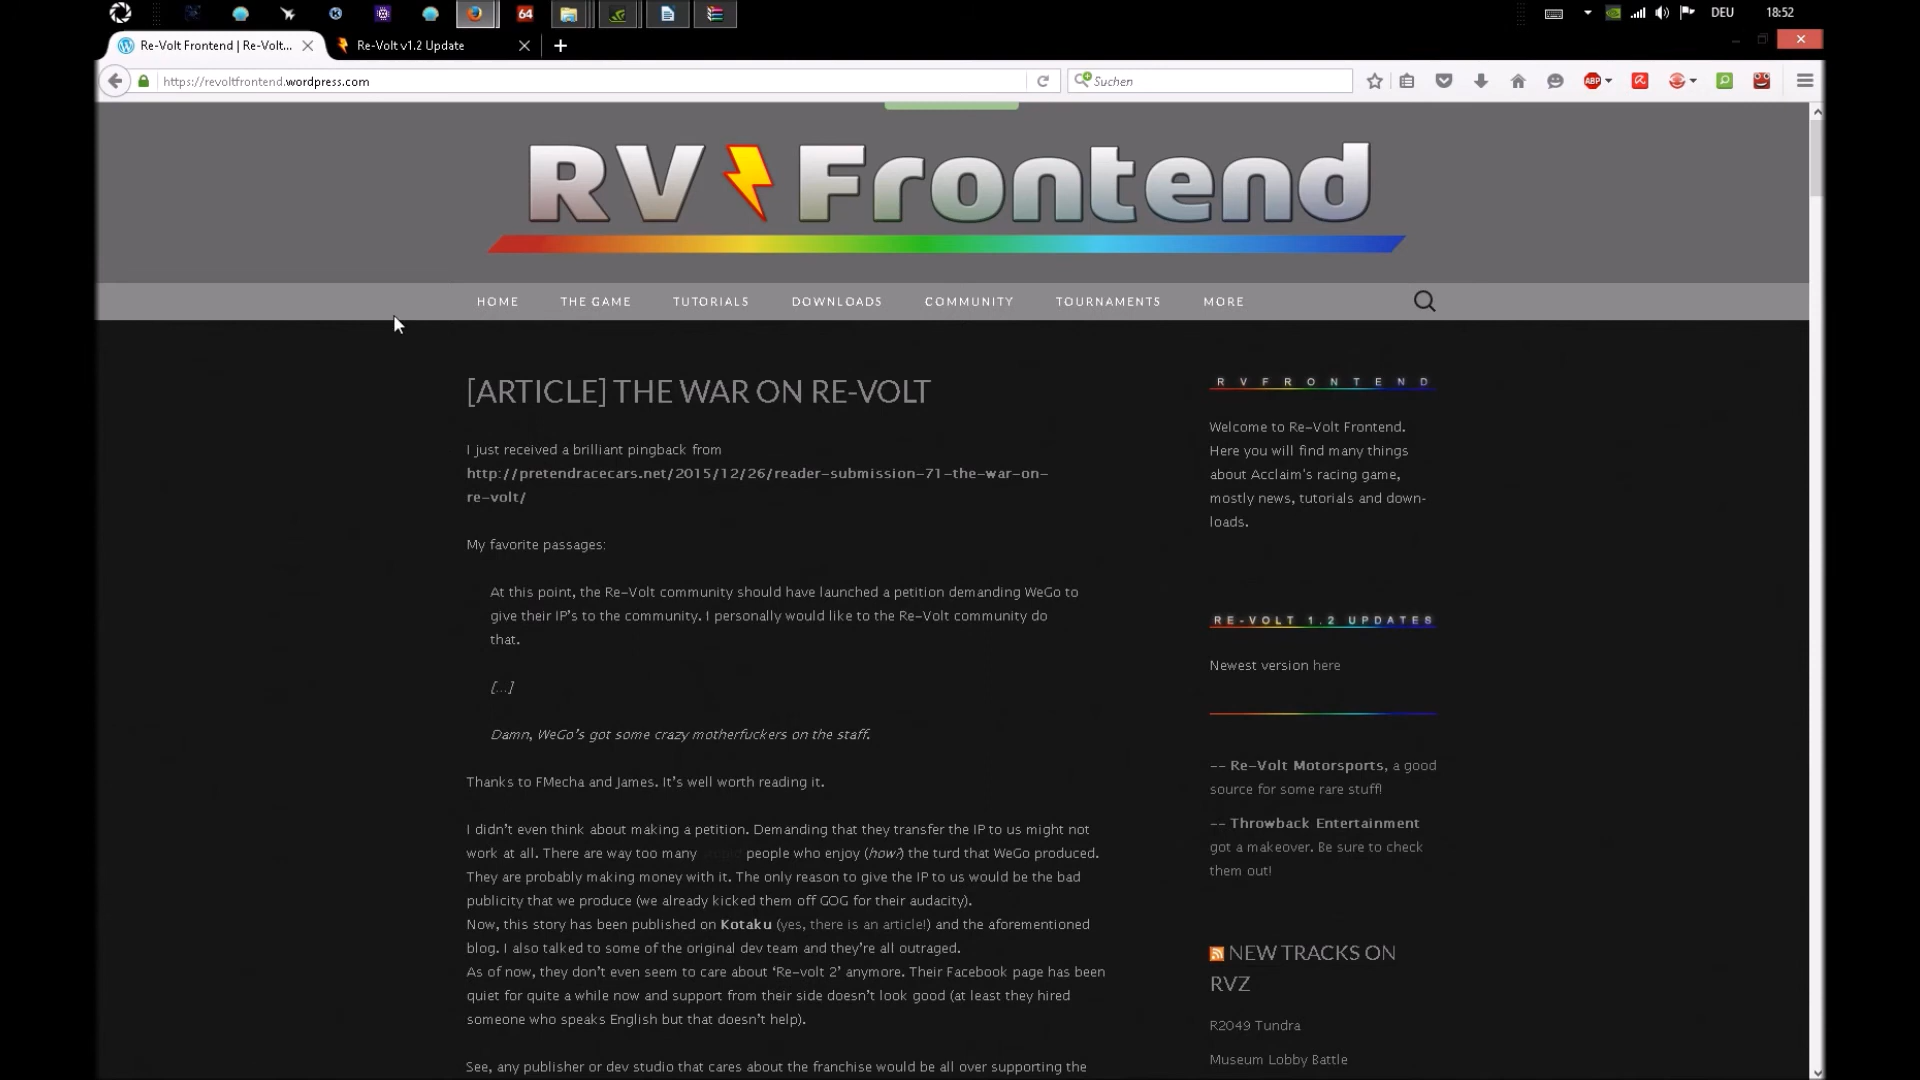 64
DEU
18:52
Re-Volt Frontend | Re-Volt...
Re-Volt v1.2 Update
https://revoltfrontend.wordpress.com
Suchen
ABP
RV Frontend
HOME
THE GAME
TUTORIALS
DOWNLOADS
COMMUNITY
TOURNAMENTS
MORE
[ARTICLE] THE WAR ON RE-VOLT
I just received a brilliant pingback from
http://pretendracecars.net/2015/12/26/reader-submission-71-the-war-on-
re-volt/
My favorite passages:
At this point, the Re-Volt community should have launched a petition demanding WeGo to
give their IP's to the community. I personally would like to the Re-Volt community do
that.
[...]
Damn, WeGo's got some crazy motherfuckers on the staff.
Thanks to FMecha and James. It's well worth reading it.
I didn't even think about making a petition. Demanding that they transfer the IP to us might not
work at all. There are way too many people who enjoy (how?) the turd that WeGo produced.
They are probably making money with it. The only reason to give the IP to us would be the bad
publicity that we produce (we already kicked them off GOG for their audacity).
Now, this story has been published on Kotaku (yes, there is an article!) and the aforementioned
blog. I also talked to some of the original dev team and they're all outraged.
As of now, they don't even seem to care about 'Re-volt 2' anymore. Their Facebook page has been
quiet for quite a while now and support from their side doesn't look good (at least they hired
someone who speaks English but that doesn't help).
See, any publisher or dev studio that cares about the franchise would be all over supporting the
RVFRONTEND
Welcome to Re-Volt Frontend.
Here you will find many things
about Acclaim's racing game,
mostly news, tutorials and down-
loads.
RE-VOLT 1.2 UPDATES
Newest version here
-- Re-Volt Motorsports, a good
source for some rare stuff!
-- Throwback Entertainment
got a makeover. Be sure to check
them out!
NEW TRACKS ON
RVZ
R2049 Tundra
Museum Lobby Battle